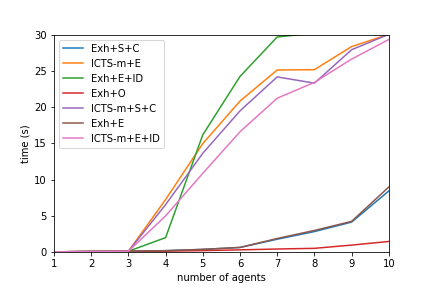 30
25
20
15
10
5
0
time (s)
Exh+S+C
ICTS-m+E
Exh+E+ID
Exh+O
ICTS-m+S+C
Exh+E
ICTS-m+E+ID
1 2 3 4 5 6 7 8 9 10
number of agents